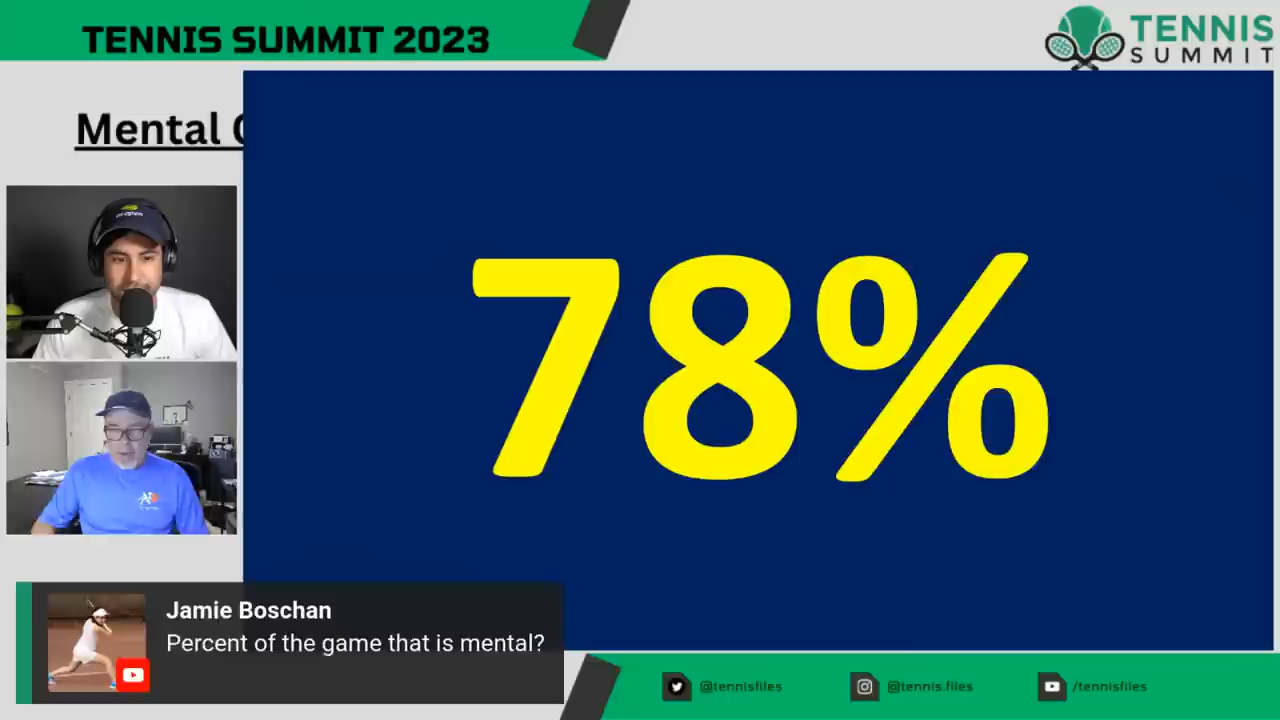 TENNIS SUMMIT 2023
TENNIS
SUMMIT
Mental
78%
Jamie Boschan
Percent of the game that is mental?
@tennisfiles
@tennis.files
/tennisfiles